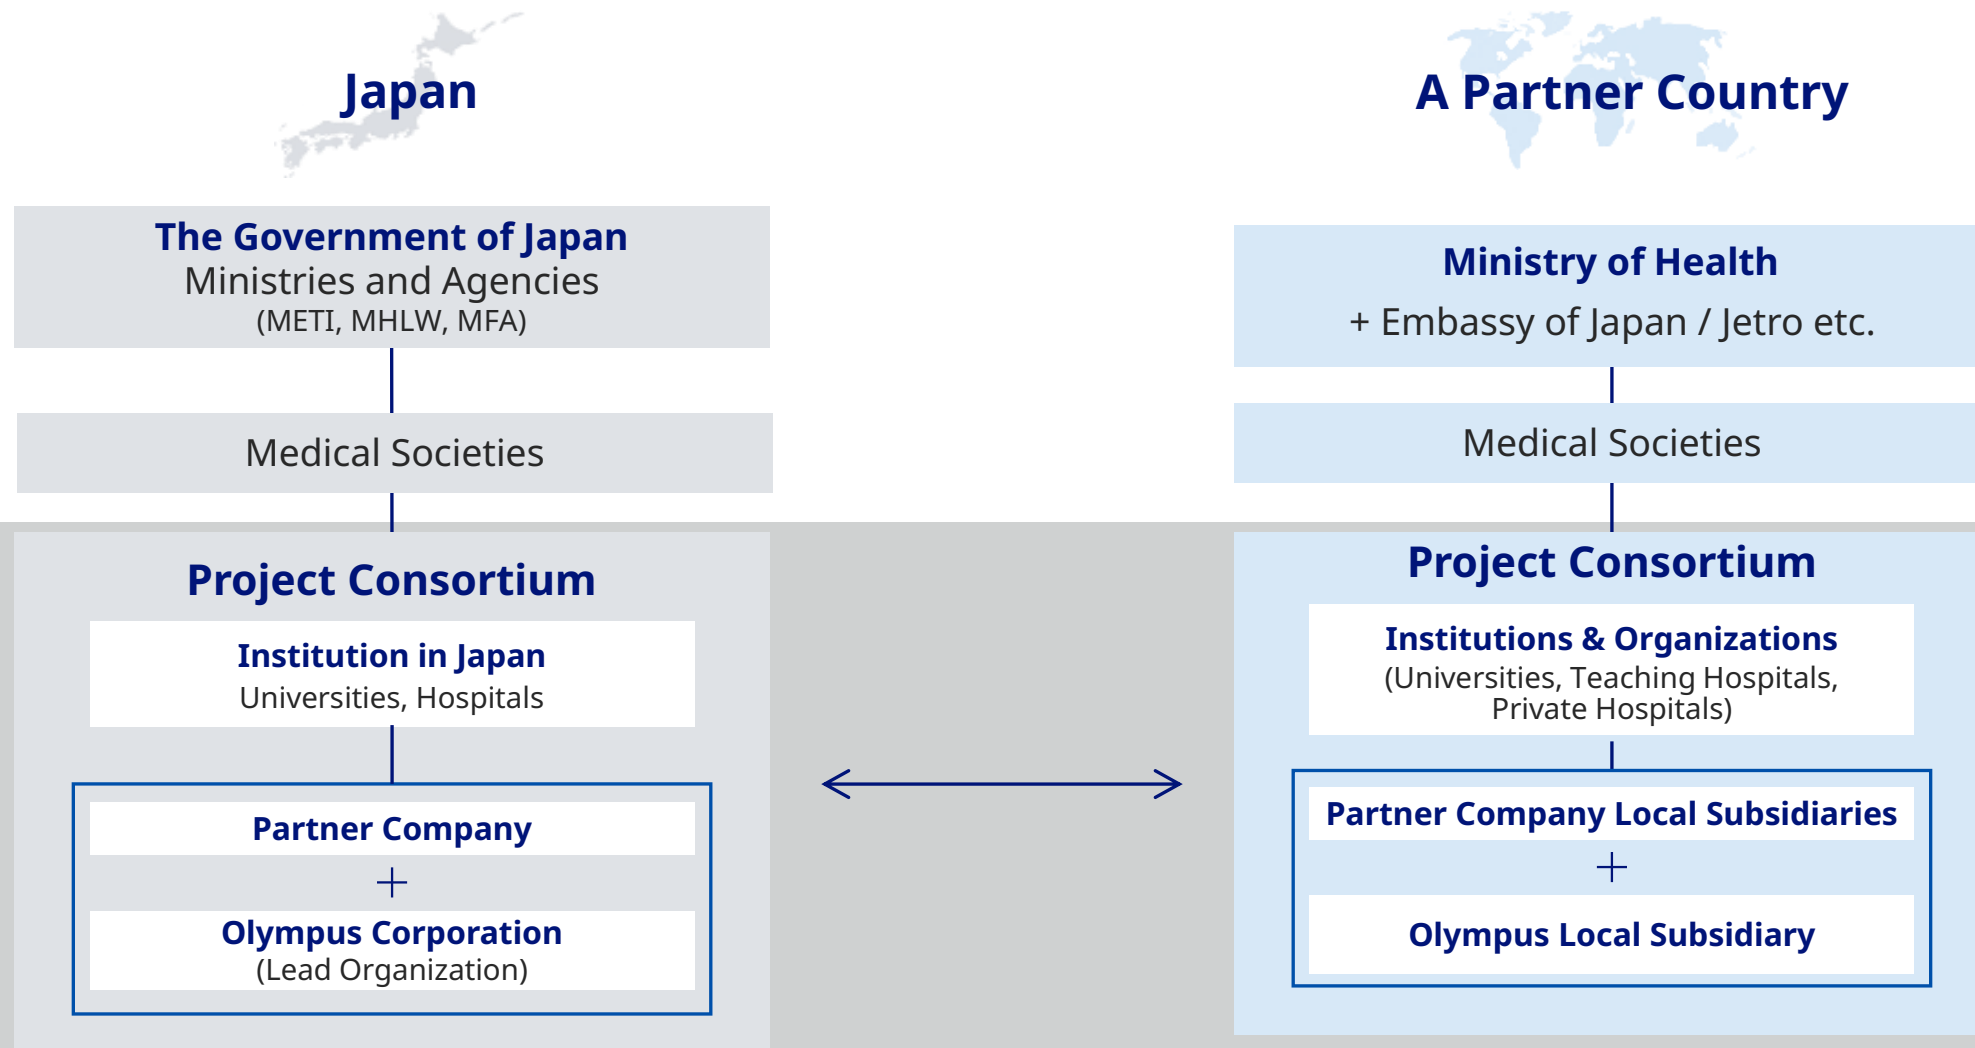 Japan
The Government of Japan
Ministries and Agencies
(METI, MHLW, MFA)
Medical Societies
Project Consortium
Institution in Japan
Universities, Hospitals
Partner Company
+
Olympus Corporation
(Lead Organization)
A Partner Country
Ministry of Health
+ Embassy of Japan / Jetro etc.
Medical Societies
Project Consortium
Institutions & Organizations
(Universities, Teaching Hospitals,
Private Hospitals)
Partner Company Local Subsidiaries
+
Olympus Local Subsidiary